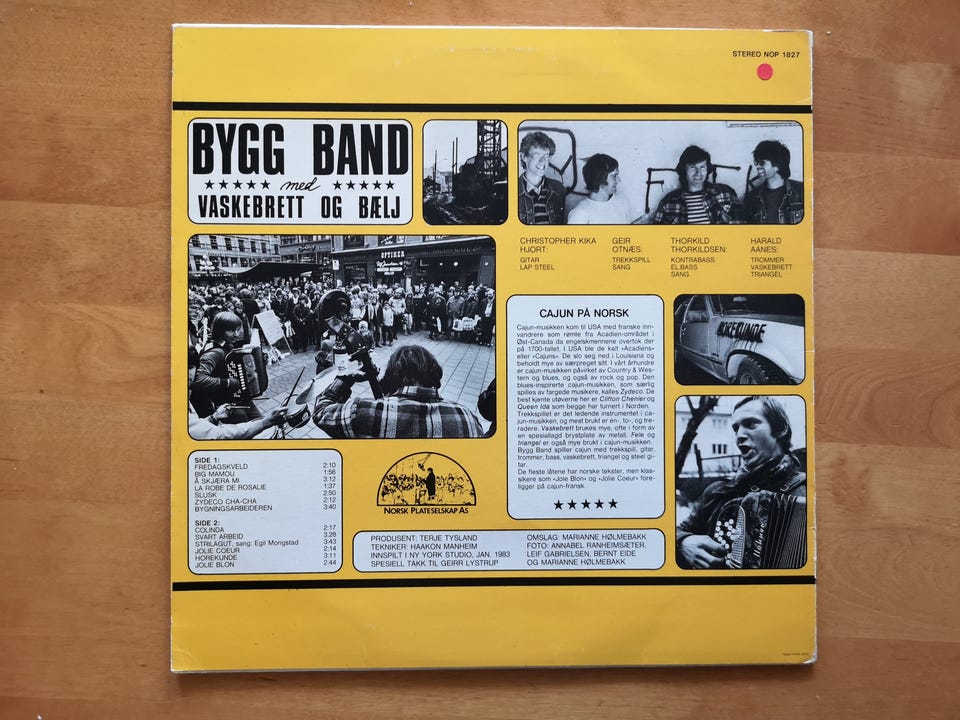 STEREO NOP 1827
BYGG BAND
★★★★★ med ★★★★★
VASKEBRETT OG BÆLJ
CHRISTOPHER KIKA HJORT:
GITAR
LAP STEEL
GEIR OTNÆS:
TREKKSPILL
SANG
THORKILD THORKILDSEN:
KONTRABASS
EL.BASS
SANG
HARALD AANES:
TROMMER
VASKEBRETT
TRIANGEL
OPTIKER
CAJUN PÅ NORSK
Cajun-musikken kom til USA med franske inn-
vandrere som rømte fra Acadien-området i
Øst-Canada da engelskmennene overtok der
på 1700-tallet. I USA ble de kalt «Acadiens»
eller «Cajuns». De slo seg ned i Louisiana og
beholdt mye av særpreget sitt. I vårt århundre
er cajun-musikken påvirket av Country & Wes-
tern og blues, og også av rock og pop. Den
blues-inspirerte cajun-musikken, som særlig
spilles av fargede musikere, kalles Zydeco. De
best kjente utøverne her er Clifton Chenier og
Queen Ida som begge har turnert i Norden.
Trekkspillet er det ledende instrumentet i ca-
jun-musikken, og mest brukt er en-, to-, og tre-
radere. Vaskebrett brukes mye, ofte i form av
en spesiallagd brystplate av metall. Fele og
triangel er også mye brukt i cajun-musikken.
Bygg Band spiller cajun med trekkspill, gitar,
trommer, bass, vaskebrett, triangel og steel gi-
tar.
De fleste låtene har norske tekster, men klas-
sikere som «Jole Blon» og «Jolie Coeur» fore-
ligger på cajun-fransk.
★★★★★
HOREKUNDE
SIDE 1:
FREDAGSKVELD 2:10
BIG MAMOU 1:56
Å SKJÆRA MI 3:12
LA ROBE DE ROSALIE 1:37
SLUSK 2:50
ZYDECO CHA-CHA 2:12
BYGNINGSARBEIDEREN 3:40
SIDE 2:
COLINDA 2:17
SVART ARBEID 3.28
STRILAGUT, sang: Egil Mongstad 3:43
JOLIE COEUR 2:14
HOREKUNDE 3:11
JOLE BLON 2:44
NORSK PLATESELSKAP AS
PRODUSENT: TERJE TYSLAND
TEKNIKER: HAAKON MANHEIM
INNSPILT I NY YORK STUDIO, JAN. 1983
SPESIELL TAKK TIL GEIRR LYSTRUP
OMSLAG: MARIANNE HØLMEBAKK
FOTO: ANNABEL RANHEIMSÆTER,
LEIF GABRIELSEN, BERNT EIDE
OG MARIANNE HØLMEBAKK